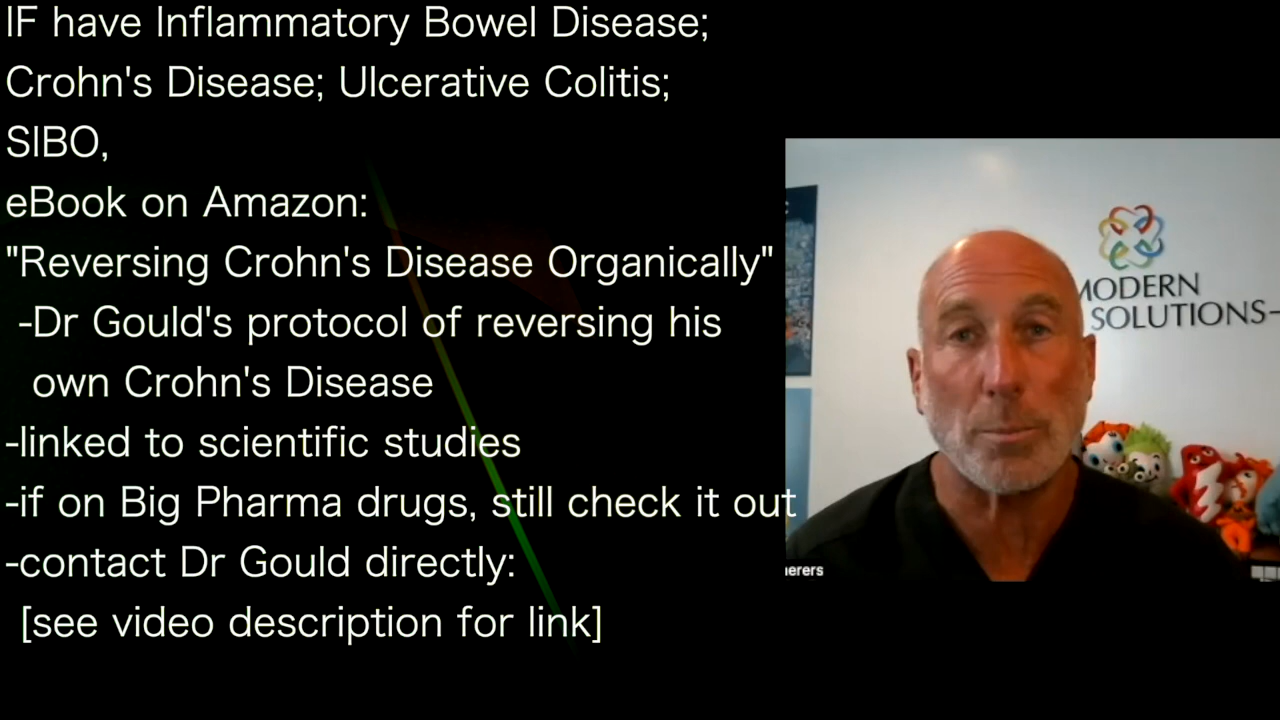 IF have Inflammatory Bowel Disease;
Crohn's Disease; Ulcerative Colitis;
SIBO,
eBook on Amazon:
"Reversing Crohn's Disease Organically"
-Dr Gould's protocol of reversing his
own Crohn's Disease
-linked to scientific studies
-if on Big Pharma drugs, still check it out
-contact Dr Gould directly:
[see video description for link]
MODERN
SOLUTIONS-